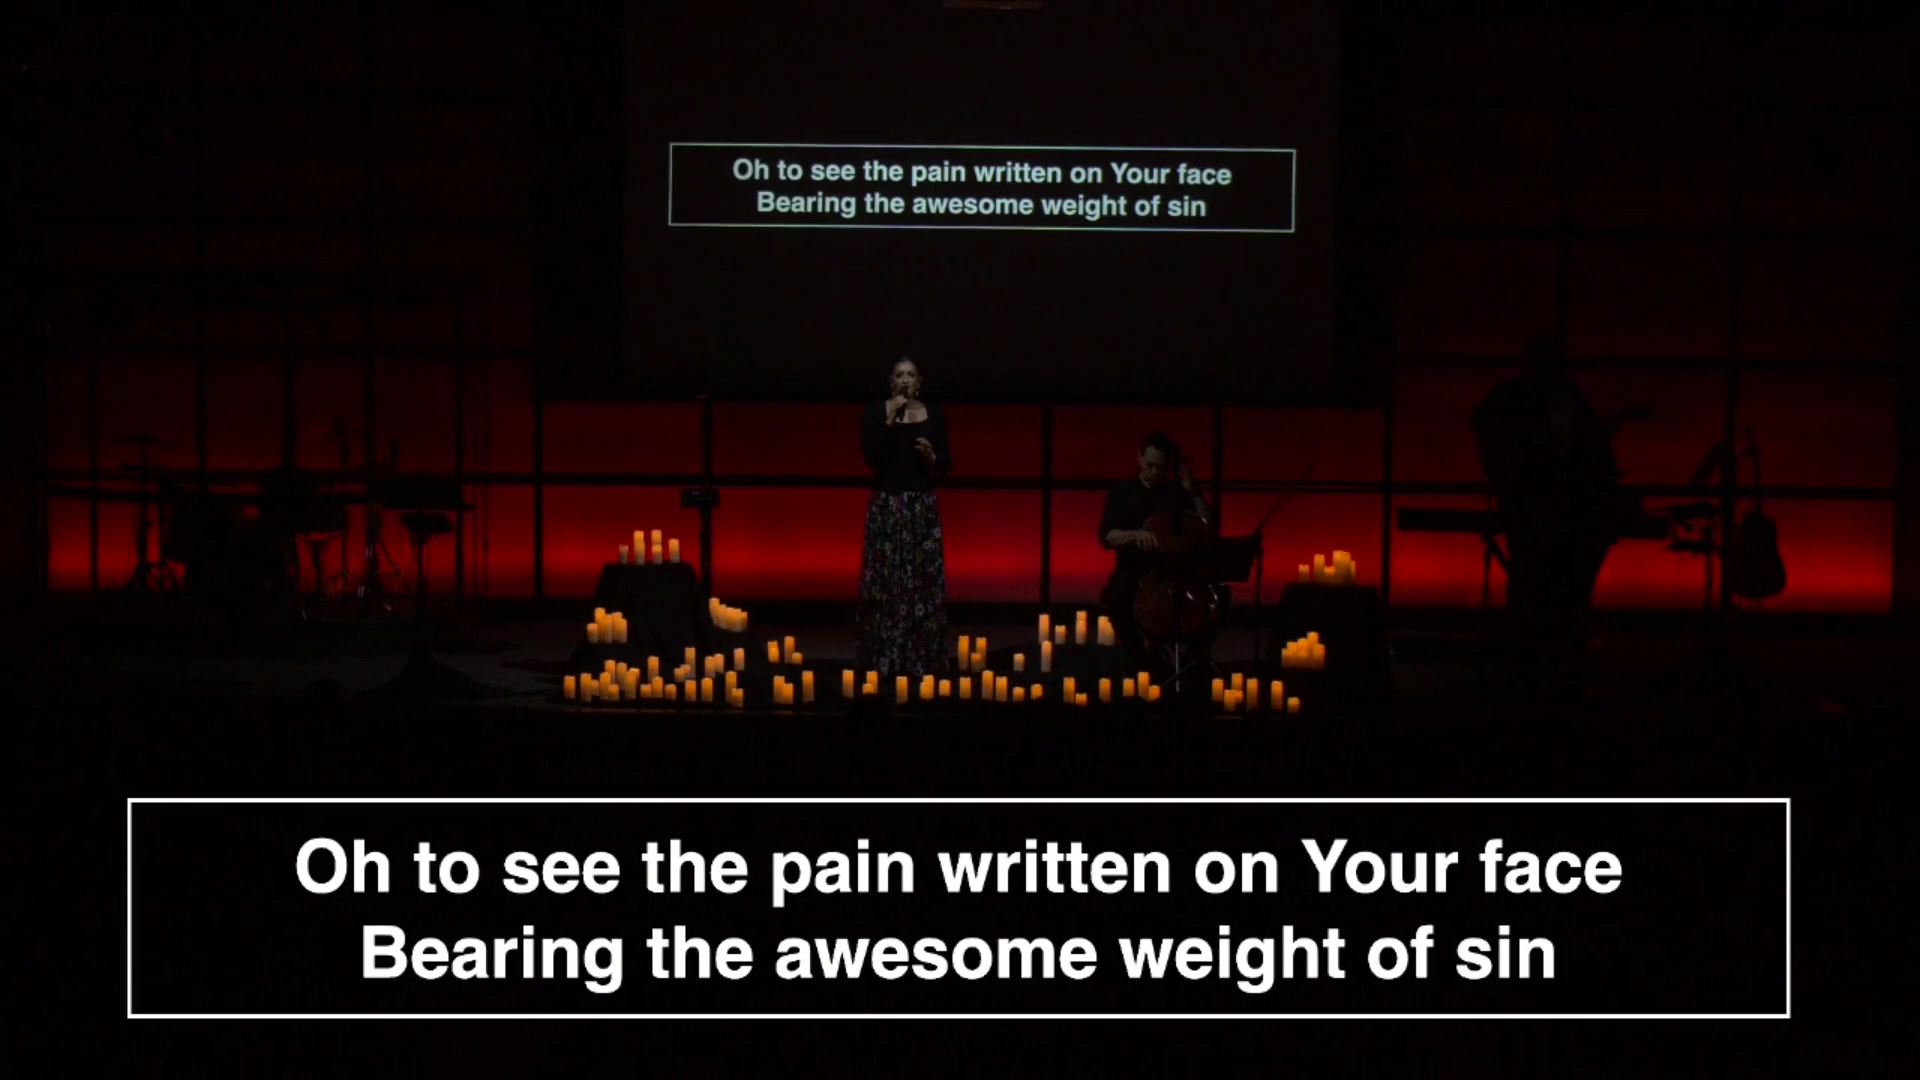 Oh to see the pain written on Your face
Bearing the awesome weight of sin
Oh to see the pain written on Your face
Bearing the awesome weight of sin